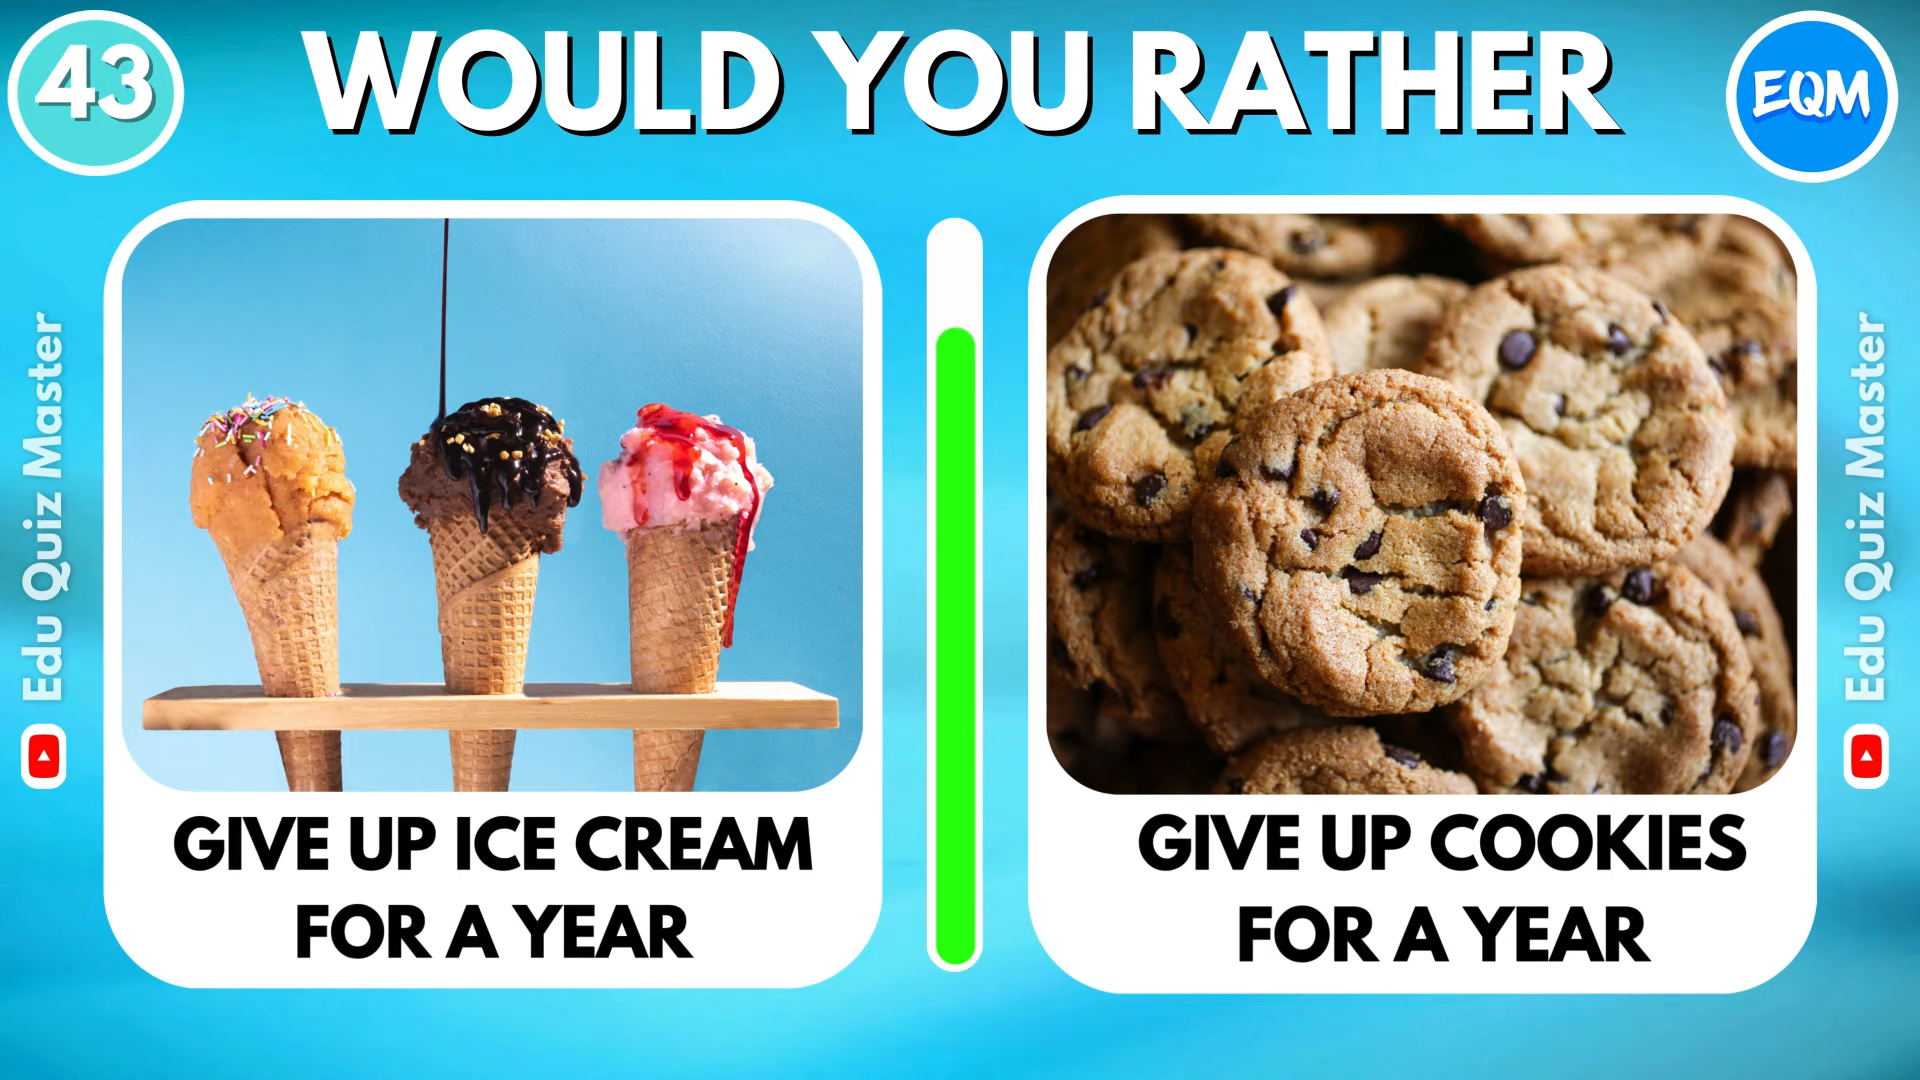 43
WOULD YOU RATHER
EQM
Edu Quiz Master
Edu Quiz Master
GIVE UP ICE CREAM
FOR A YEAR
GIVE UP COOKIES
FOR A YEAR